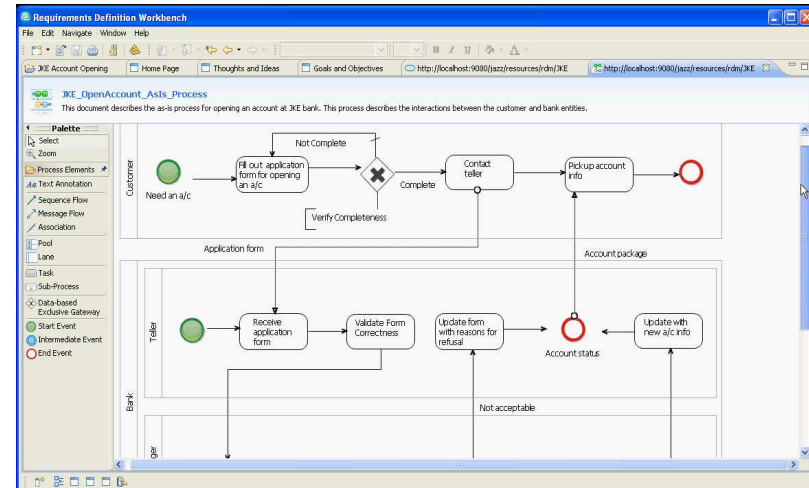 Requirements Definition Workbench
File Edit Navigate Window Help
B I U A
JKE Account Opening
Home Page
Thoughts and Ideas
Goals and Objectives
http://localhost:9080/jazz/resources/rdm/JKE
http://localhost:9080/jazz/resources/rdm/JKE
JKE_OpenAccount_AsIs_Process
This document describes the as-is process for opening an account at JKE bank. This process describes the interactions between the customer and bank entities.
Palette
Select
Zoom
Process Elements
Aa Text Annotation
Sequence Flow
Message Flow
Association
Pool
Lane
Task
Sub-Process
Data-based
Exclusive Gateway
Start Event
Intermediate Event
End Event
Customer
Need an a/c
Fill out application
form for opening
an a/c
Not Complete
Complete
Verify Completeness
Contact
teller
Pickup account
info
Application form
Account package
Bank
Teller
Receive
application
form
Validate Form
Correctness
Update form
with reasons for
refusal
Account status
Update with
new a/c info
Not acceptable
ger